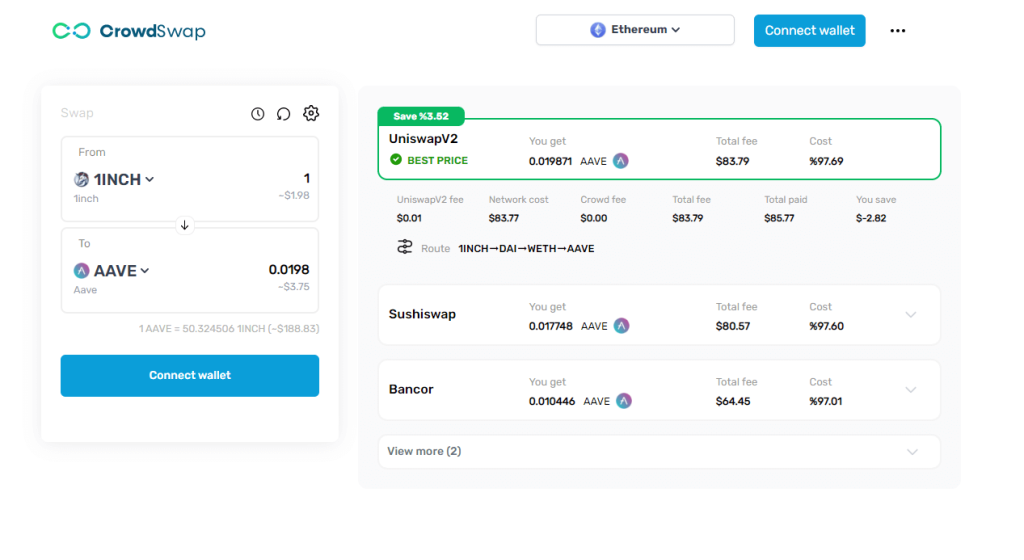 CrowdSwap
Ethereum
Connect wallet
Swap
From
1INCH 1
1inch ~$1.98
To
AAVE 0.0198
Aave ~$3.75
1 AAVE = 50.324506 1INCH (~$188.83)
Connect wallet
Save %3.52
UniswapV2 You get Total fee Cost
BEST PRICE 0.019871 AAVE $83.79 %97.69
UniswapV2 fee Network cost Crowd fee Total fee Total paid You save
$0.01 $83.77 $0.00 $83.79 $85.77 $-2.82
Route 1INCH→DAI→WETH→AAVE
You get Total fee Cost
Sushiswap 0.017748 AAVE $80.57 %97.60
You get Total fee Cost
Bancor 0.010446 AAVE $64.45 %97.01
View more (2)